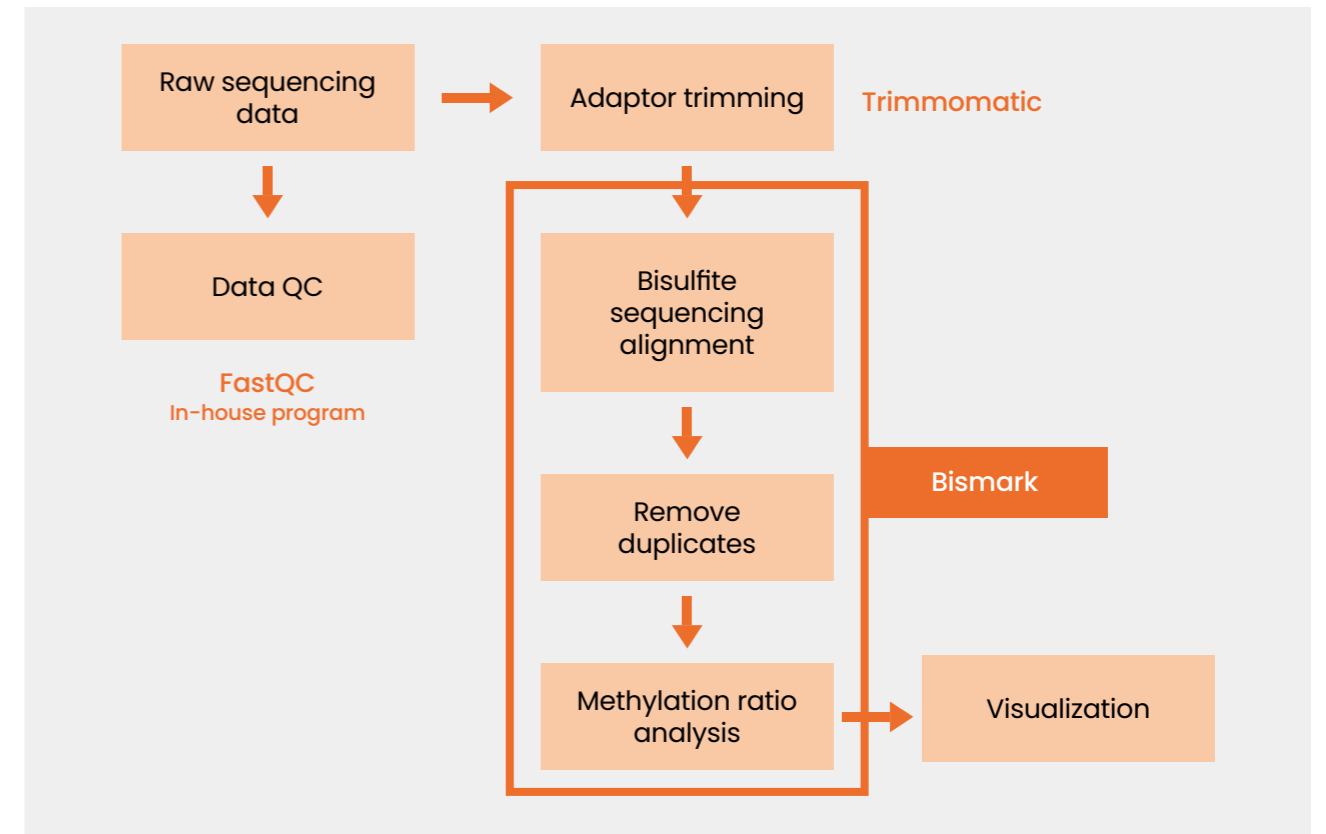 Raw sequencing
data
Adaptor trimming
Trimmomatic
Data QC
FastQC
In-house program
Bisulfite
sequencing
alignment
Remove
duplicates
Bismark
Methylation ratio
analysis
Visualization